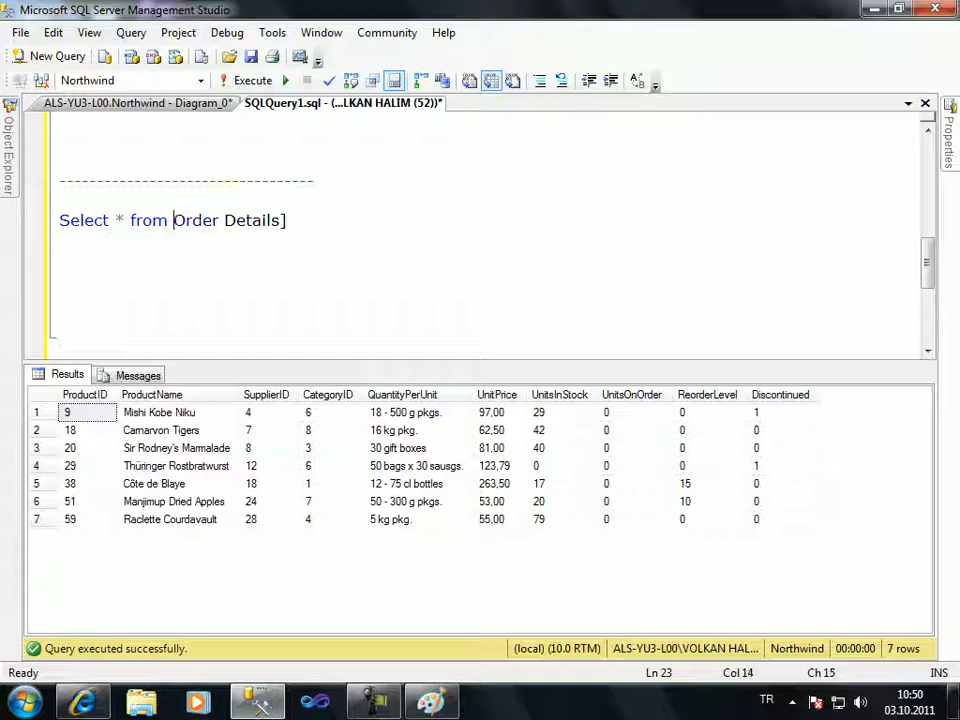 Microsoft SQL Server Management Studio
File Edit View Query Project Debug Tools Window Community Help
New Query
Northwind Execute
ALS-YU3-L00.Northwind - Diagram_0* SQLQuery1.sql - (...LKAN HALIM (52))*
Object Explorer
Properties
--------------------------------
Select * from Order Details]
Results Messages
ProductID ProductName SupplierID CategoryID QuantityPerUnit UnitPrice UnitsInStock UnitsOnOrder ReorderLevel Discontinued
1 9 Mishi Kobe Niku 4 6 18 - 500 g pkgs. 97,00 29 0 0 1
2 18 Carnarvon Tigers 7 8 16 kg pkg. 62,50 42 0 0 0
3 20 Sir Rodney's Marmalade 8 3 30 gift boxes 81,00 40 0 0 0
4 29 Thüringer Rostbratwurst 12 6 50 bags x 30 sausgs. 123,79 0 0 0 1
5 38 Côte de Blaye 18 1 12 - 75 cl bottles 263,50 17 0 15 0
6 51 Manjimup Dried Apples 24 7 50 - 300 g pkgs. 53,00 20 0 10 0
7 59 Raclette Courdavault 28 4 5 kg pkg. 55,00 79 0 0 0
Query executed successfully. (local) (10.0 RTM) ALS-YU3-L00\VOLKAN HAL... Northwind 00:00:00 7 rows
Ready Ln 23 Col 14 Ch 15 INS
TR 10:50
03.10.2011